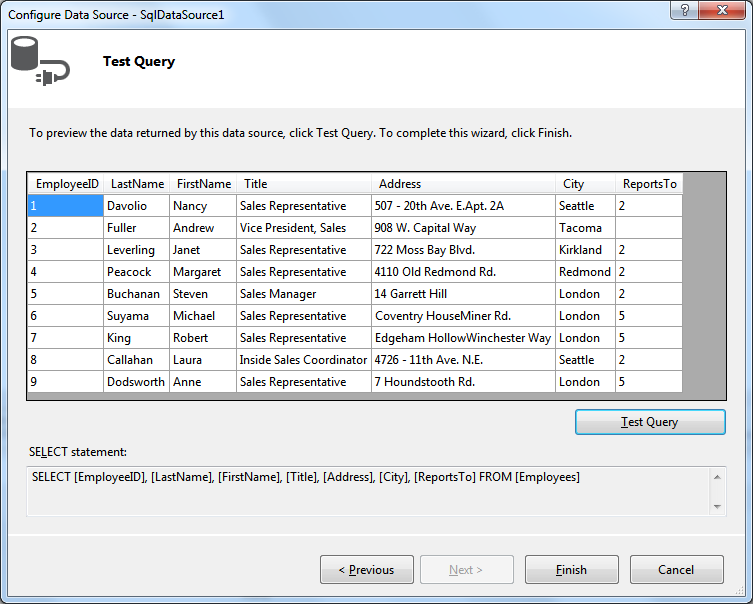 Configure Data Source - SqlDataSource1
?
Test Query
To preview the data returned by this data source, click Test Query. To complete this wizard, click Finish.
EmployeeID LastName FirstName Title Address City ReportsTo
1 Davolio Nancy Sales Representative 507 - 20th Ave. E.Apt. 2A Seattle 2
2 Fuller Andrew Vice President, Sales 908 W. Capital Way Tacoma
3 Leverling Janet Sales Representative 722 Moss Bay Blvd. Kirkland 2
4 Peacock Margaret Sales Representative 4110 Old Redmond Rd. Redmond 2
5 Buchanan Steven Sales Manager 14 Garrett Hill London 2
6 Suyama Michael Sales Representative Coventry HouseMiner Rd. London 5
7 King Robert Sales Representative Edgeham HollowWinchester Way London 5
8 Callahan Laura Inside Sales Coordinator 4726 - 11th Ave. N.E. Seattle 2
9 Dodsworth Anne Sales Representative 7 Houndstooth Rd. London 5
Test Query
SELECT statement:
SELECT [EmployeeID], [LastName], [FirstName], [Title], [Address], [City], [ReportsTo] FROM [Employees]
< Previous Next > Finish Cancel